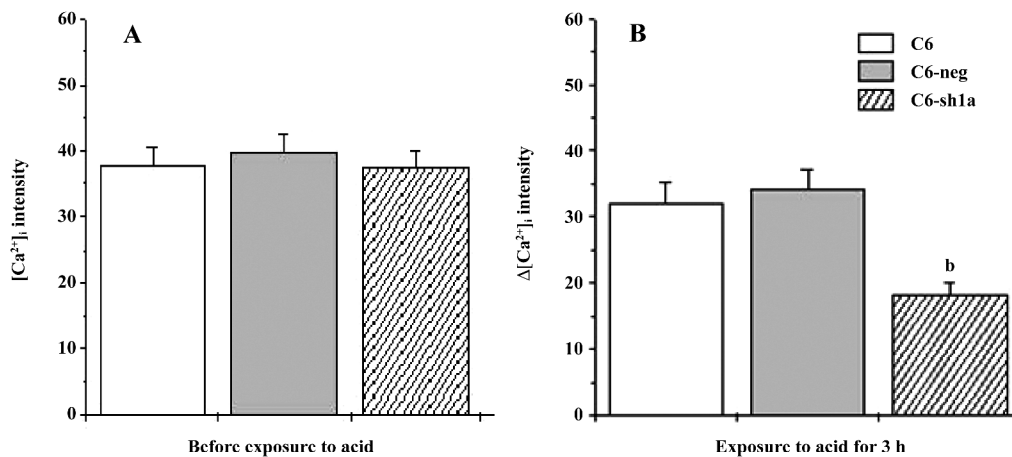 A
60
50
40
30
20
10
0
[Ca²⁺]ᵢ intensity
Before exposure to acid
B
60
50
40
30
20
10
0
Δ[Ca²⁺]ᵢ intensity
C6
C6-neg
C6-sh1a
b
Exposure to acid for 3 h